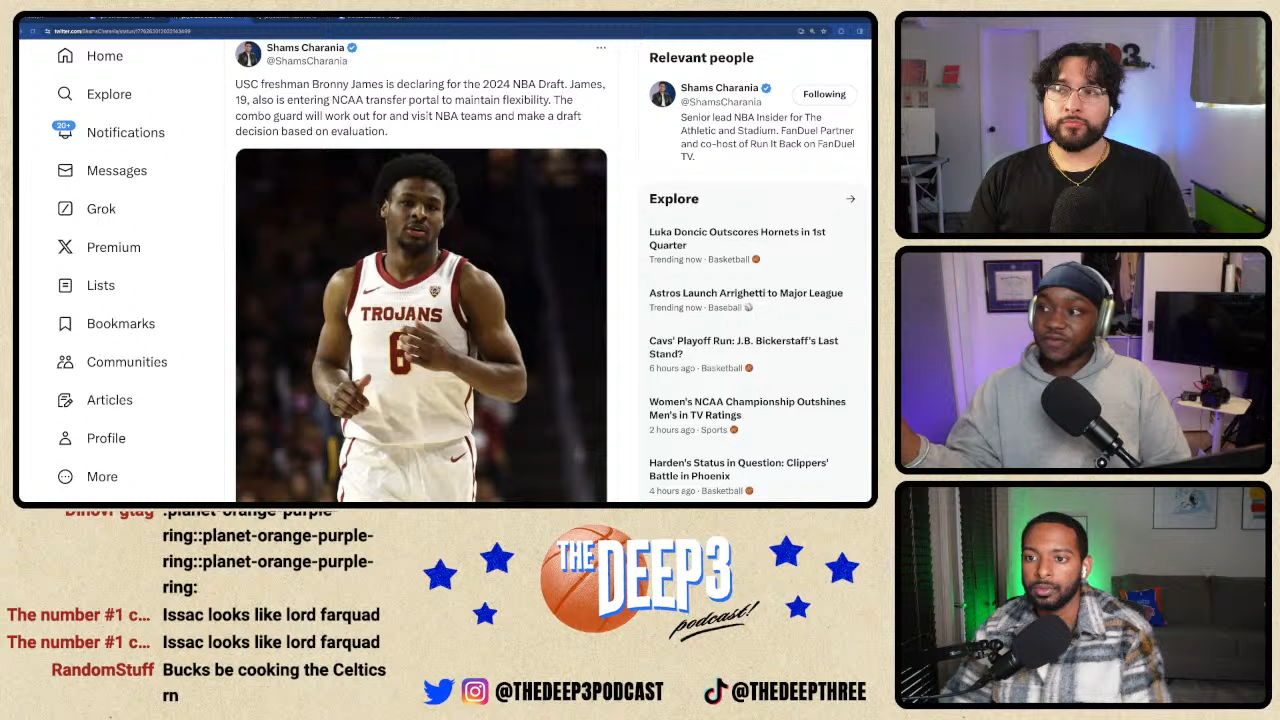 twitter.com/ShamsCharania/status/
Home
Explore
20+
Notifications
Messages
Grok
Premium
Lists
Bookmarks
Communities
Articles
Profile
More
Shams Charania
@ShamsCharania
USC freshman Bronny James is declaring for the 2024 NBA Draft. James,
19, also is entering NCAA transfer portal to maintain flexibility. The
combo guard will work out for and visit NBA teams and make a draft
decision based on evaluation.
TROJANS
6
Relevant people
Shams Charania
@ShamsCharania
Following
Senior lead NBA Insider for The
Athletic and Stadium. FanDuel Partner
and co-host of Run It Back on FanDuel
TV.
Explore
Luka Doncic Outscores Hornets in 1st
Quarter
Trending now · Basketball
Astros Launch Arrighetti to Major League
Trending now · Baseball
Cavs' Playoff Run: J.B. Bickerstaff's Last
Stand?
6 hours ago · Basketball
Women's NCAA Championship Outshines
Men's in TV Ratings
2 hours ago · Sports
Harden's Status in Question: Clippers'
Battle in Phoenix
4 hours ago · Basketball
:planet-orange-purple-
ring::planet-orange-purple-
ring::planet-orange-purple-
ring:
The number #1 c... Issac looks like lord farquad
The number #1 c... Issac looks like lord farquad
RandomStuff Bucks be cooking the Celtics
rn
THE
DEEP3
podcast!
@THEDEEP3PODCAST
@THEDEEPTHREE